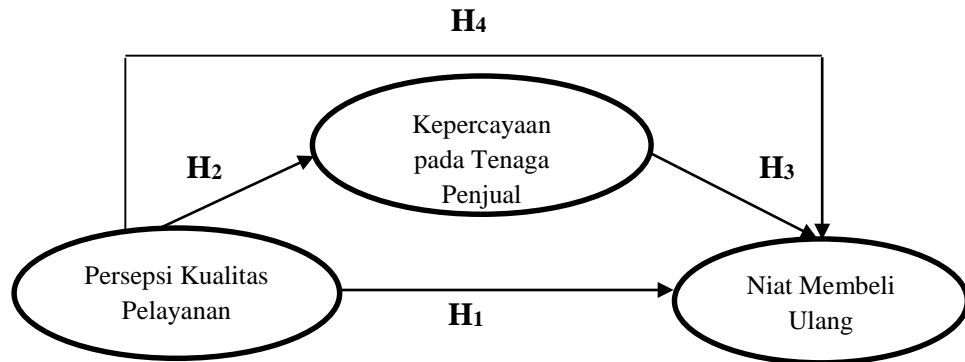 H4
Kepercayaan
pada Tenaga
Penjual
H2
H3
Persepsi Kualitas
Pelayanan
Niat Membeli
Ulang
H1